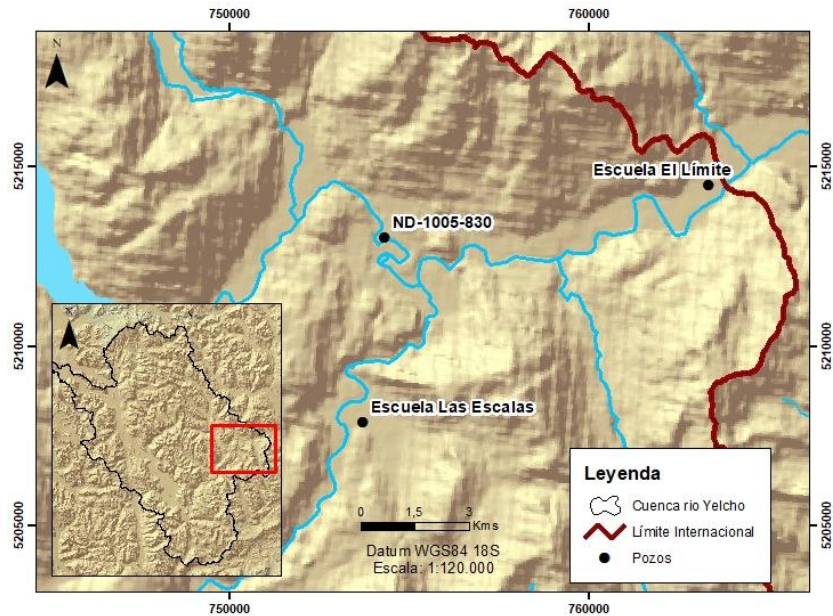 750000
760000
N
5215000
5215000
Escuela El Límite
ND-1005-830
5210000
5210000
N
Escuela Las Escalas
Leyenda
Cuenca rio Yelcho
Límite Internacional
Pozos
0 1,5 3
Kms
Datum WGS84 18S
Escala: 1:120.000
5205000
5205000
750000
760000